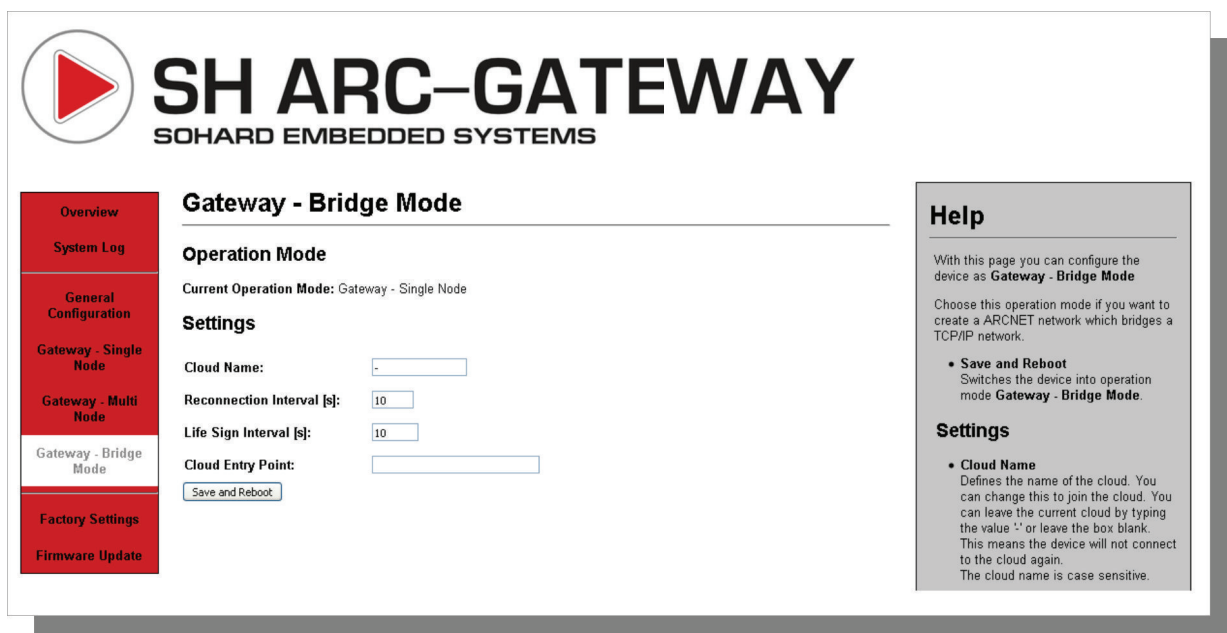 SH ARC-GATEWAY
SOHARD EMBEDDED SYSTEMS
Overview
System Log
General
Configuration
Gateway - Single
Node
Gateway - Multi
Node
Gateway - Bridge
Mode
Factory Settings
Firmware Update
Gateway - Bridge Mode
Operation Mode
Current Operation Mode: Gateway - Single Node
Settings
Cloud Name: -
Reconnection Interval [s]: 10
Life Sign Interval [s]: 10
Cloud Entry Point:
Save and Reboot
Help
With this page you can configure the
device as Gateway - Bridge Mode
Choose this operation mode if you want to
create a ARCNET network which bridges a
TCP/IP network.
• Save and Reboot
Switches the device into operation
mode Gateway - Bridge Mode.
Settings
• Cloud Name
Defines the name of the cloud. You
can change this to join the cloud. You
can leave the current cloud by typing
the value '-' or leave the box blank.
This means the device will not connect
to the cloud again.
The cloud name is case sensitive.